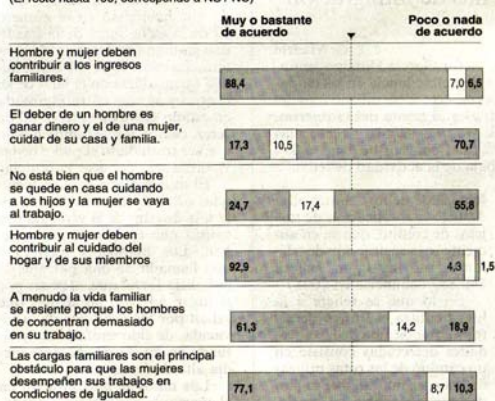 (El resto hasta 100, corresponde a NS / NC)
Muy o bastante de acuerdo
Poco o nada de acuerdo
Hombre y mujer deben
contribuir a los ingresos
familiares.
88,4 7,0 6,5
El deber de un hombre es
ganar dinero y el de una mujer,
cuidar de su casa y familia.
17,3 10,5 70,7
No está bien que el hombre
se quede en casa cuidando
a los hijos y la mujer se vaya
al trabajo.
24,7 17,4 55,8
Hombre y mujer deben
contribuir al cuidado del
hogar y de sus miembros
92,9 4,3 1,5
A menudo la vida familiar
se resiente porque los hombres
de concentran demasiado
en su trabajo.
61,3 14,2 18,9
Las cargas familiares son el principal
obstáculo para que las mujeres
desempeñen sus trabajos en
condiciones de igualdad.
77,1 8,7 10,3